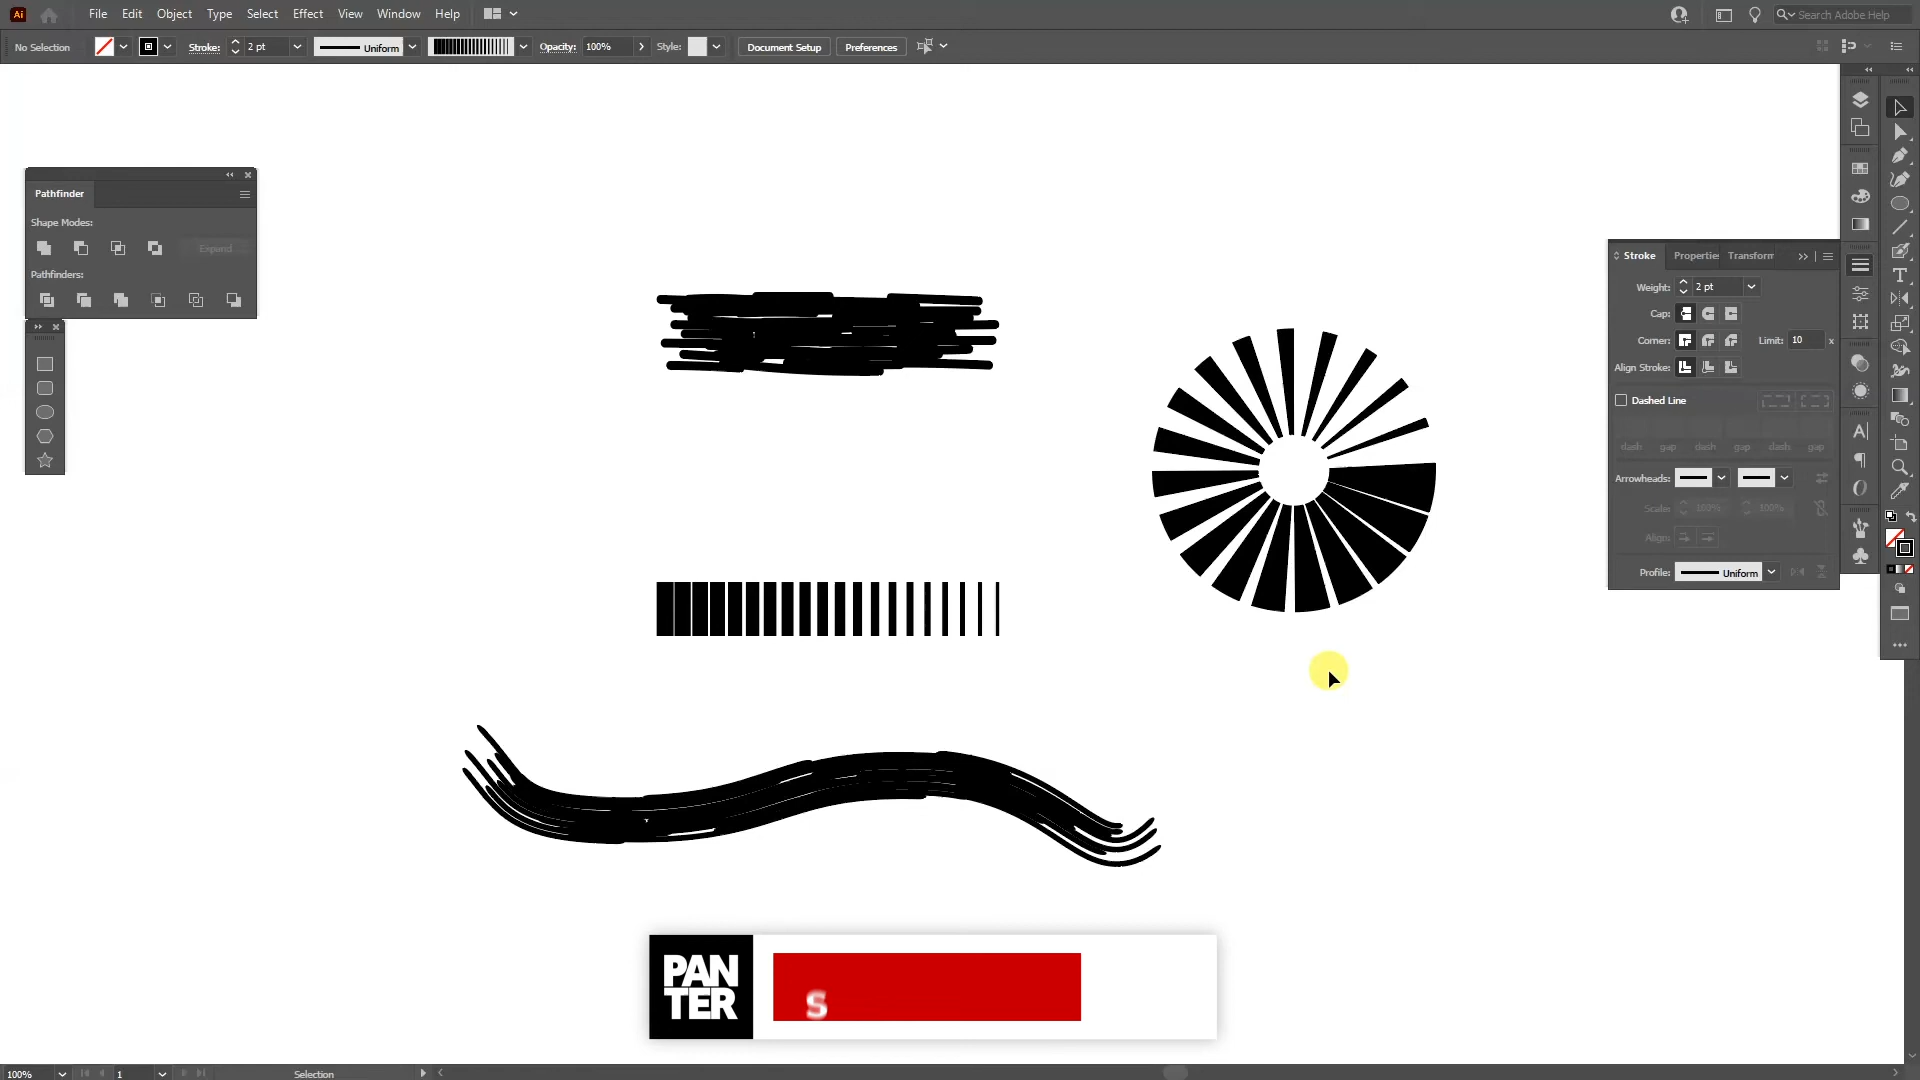 Ai
File Edit Object Type Select Effect View Window Help
Search Adobe Help
No Selection
Stroke: 2 pt
Uniform
Opacity: 100%
Style:
Document Setup
Preferences
Pathfinder
Shape Modes:
Expand
Pathfinders:
Stroke
Properties
Transform
Weight: 2 pt
Cap:
Corner:
Limit: 10 x
Align Stroke:
Dashed Line
dash gap dash gap dash gap
Arrowheads:
Scale: 100% 100%
Align:
Profile: Uniform
PAN
TER
S
100%
1
Selection